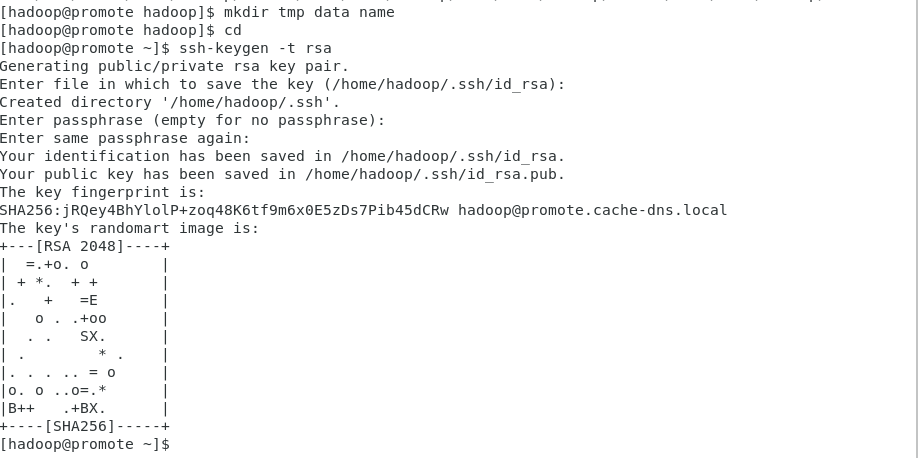 [hadoop@promote hadoop]$ mkdir tmp data name
[hadoop@promote hadoop]$ cd
[hadoop@promote ~]$ ssh-keygen -t rsa
Generating public/private rsa key pair.
Enter file in which to save the key (/home/hadoop/.ssh/id_rsa):
Created directory '/home/hadoop/.ssh'.
Enter passphrase (empty for no passphrase):
Enter same passphrase again:
Your identification has been saved in /home/hadoop/.ssh/id_rsa.
Your public key has been saved in /home/hadoop/.ssh/id_rsa.pub.
The key fingerprint is:
SHA256:jRQey4BhYlolP+zoq48K6tf9m6x0E5zDs7Pib45dCRw hadoop@promote.cache-dns.local
The key's randomart image is:
+---[RSA 2048]----+
|  =.+o. o        |
| + *.  + +       |
|.   +   =E       |
|   o . .+oo      |
|  . .   SX.      |
| .        * .    |
|. . . .. = o     |
|o. o ..o=.*      |
|B++   .+BX.      |
+----[SHA256]-----+
[hadoop@promote ~]$